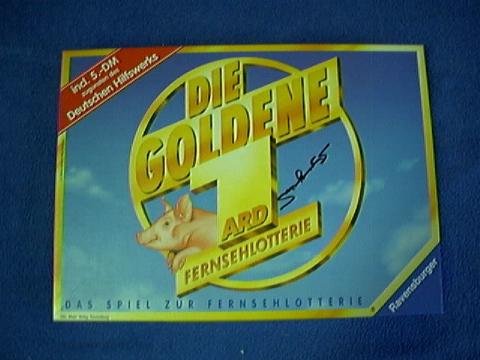 incl. 5,-DM
zugunsten des
Deutschen Hilfswerks
DIE
GOLDENE
1
ARD
FERNSEHLOTTERIE
DAS SPIEL ZUR FERNSEHLOTTERIE
Ravensburger